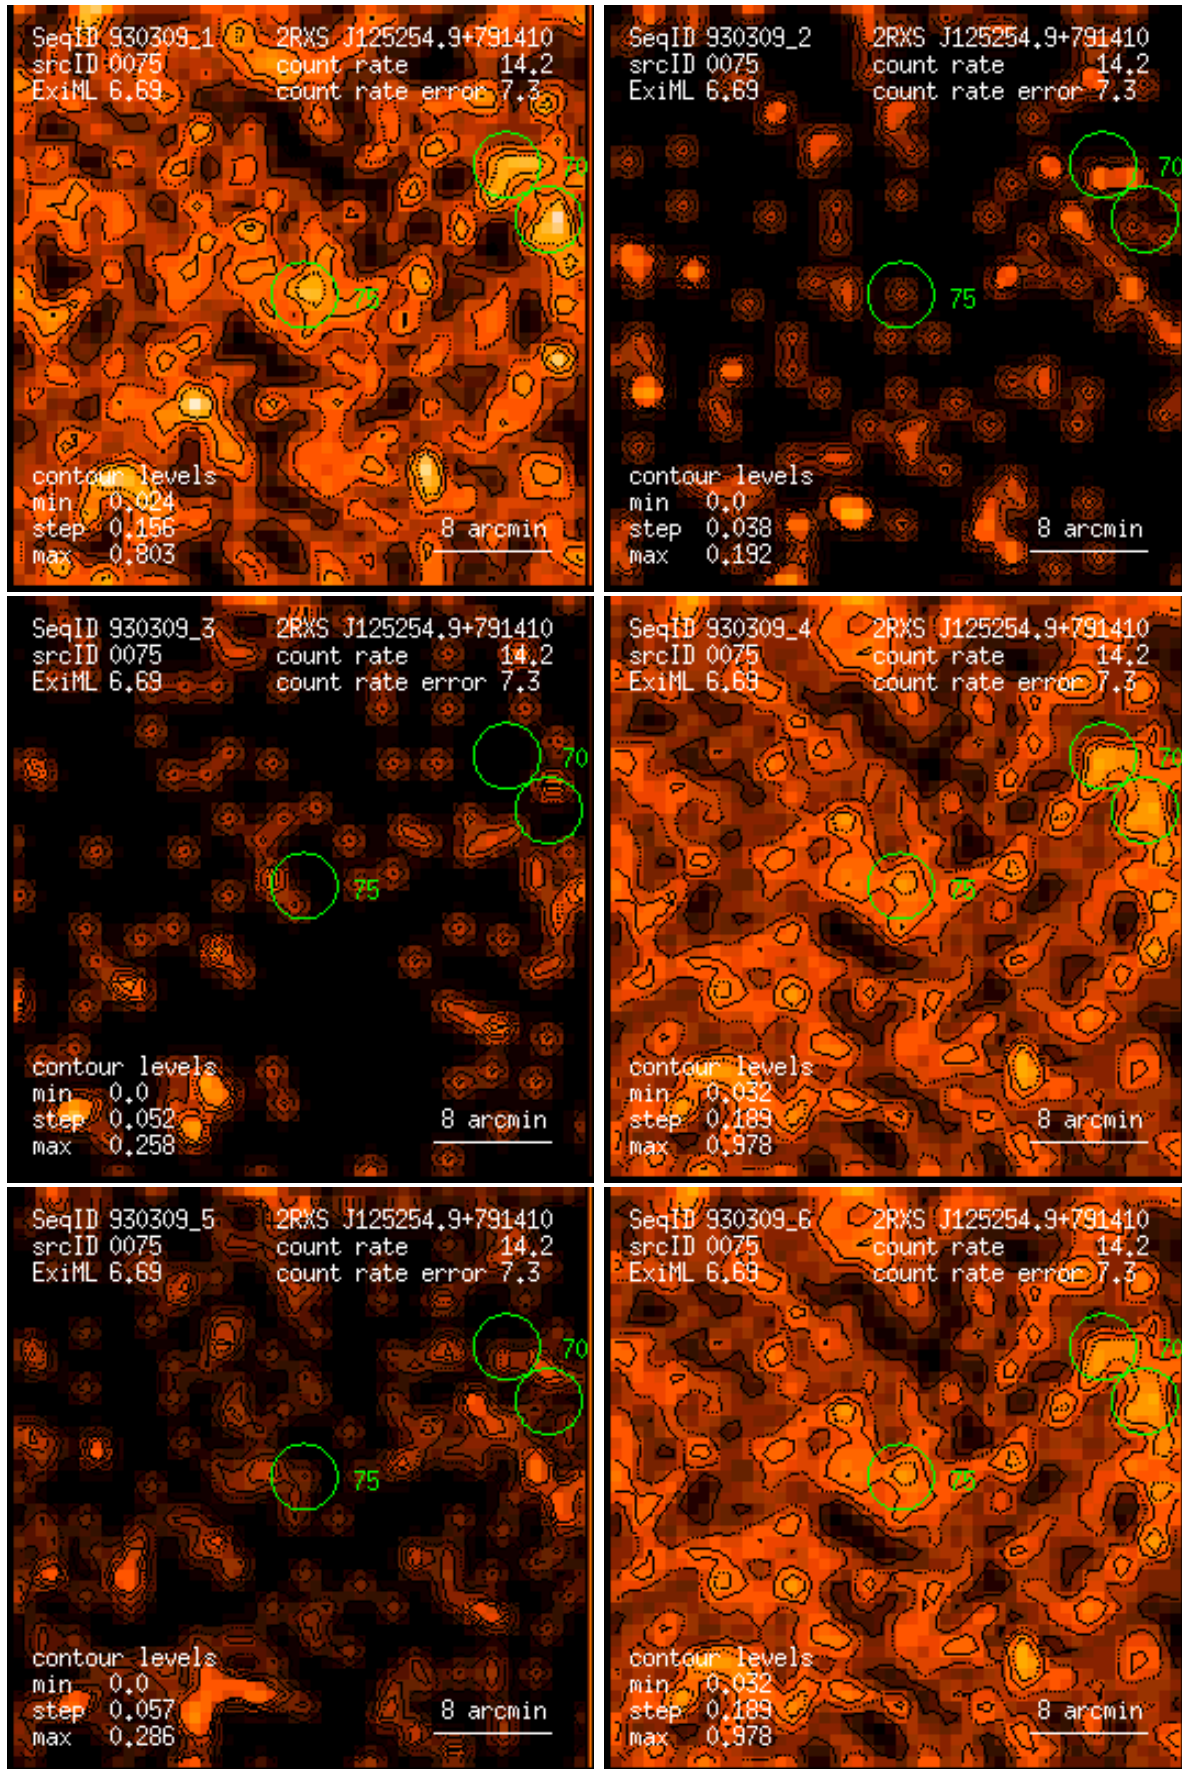 SeqID 930309_1 2RXS J125254.9+791410
srcID 0075 count rate 14.2
ExiML 6.69 count rate error 7.3
70
75
contour levels
min 0.024
step 0.156 8 arcmin
max 0.803
SeqID 930309_2 2RXS J125254.9+791410
srcID 0075 count rate 14.2
ExiML 6.69 count rate error 7.3
70
75
contour levels
min 0.0
step 0.038 8 arcmin
max 0.192
SeqID 930309_3 2RXS J125254.9+791410
srcID 0075 count rate 14.2
ExiML 6.69 count rate error 7.3
70
75
contour levels
min 0.0
step 0.052 8 arcmin
max 0.258
SeqID 930309_4 2RXS J125254.9+791410
srcID 0075 count rate 14.2
ExiML 6.69 count rate error 7.3
70
75
contour levels
min 0.032
step 0.189 8 arcmin
max 0.978
SeqID 930309_5 2RXS J125254.9+791410
srcID 0075 count rate 14.2
ExiML 6.69 count rate error 7.3
70
75
contour levels
min 0.0
step 0.057 8 arcmin
max 0.286
SeqID 930309_6 2RXS J125254.9+791410
srcID 0075 count rate 14.2
ExiML 6.69 count rate error 7.3
70
75
contour levels
min 0.032
step 0.189 8 arcmin
max 0.978